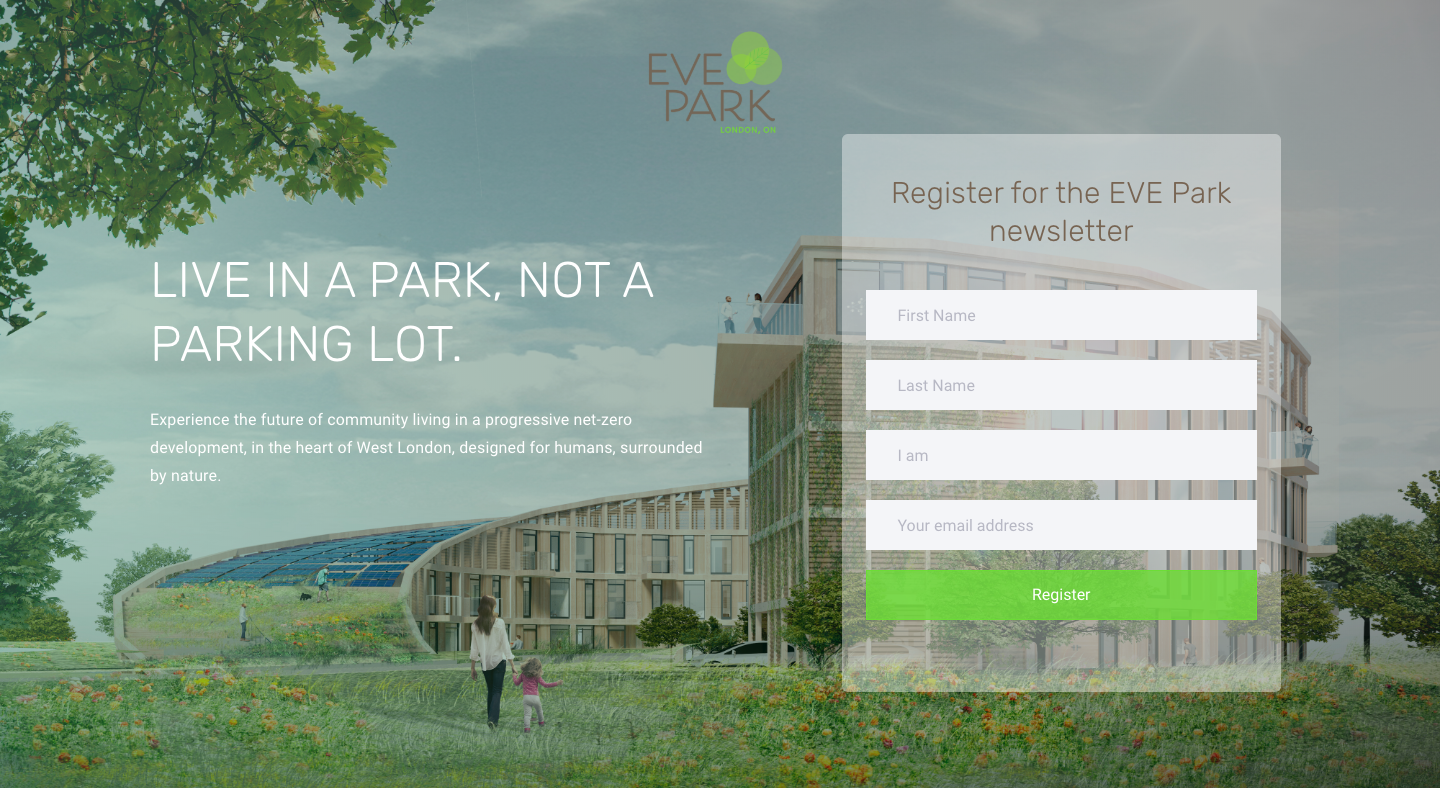 EVE
PARK
LONDON, ON
LIVE IN A PARK, NOT A
PARKING LOT.
Experience the future of community living in a progressive net-zero
development, in the heart of West London, designed for humans, surrounded
by nature.
Register for the EVE Park
newsletter
First Name
Last Name
I am
Your email address
Register